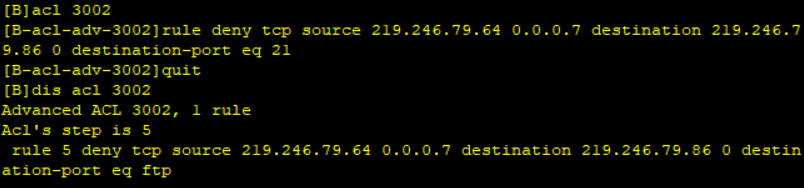 [B]acl 3002
[B-acl-adv-3002]rule deny tcp source 219.246.79.64 0.0.0.7 destination 219.246.7
9.86 0 destination-port eq 21
[B-acl-adv-3002]quit
[B]dis acl 3002
Advanced ACL 3002, 1 rule
Acl's step is 5
 rule 5 deny tcp source 219.246.79.64 0.0.0.7 destination 219.246.79.86 0 destin
ation-port eq ftp